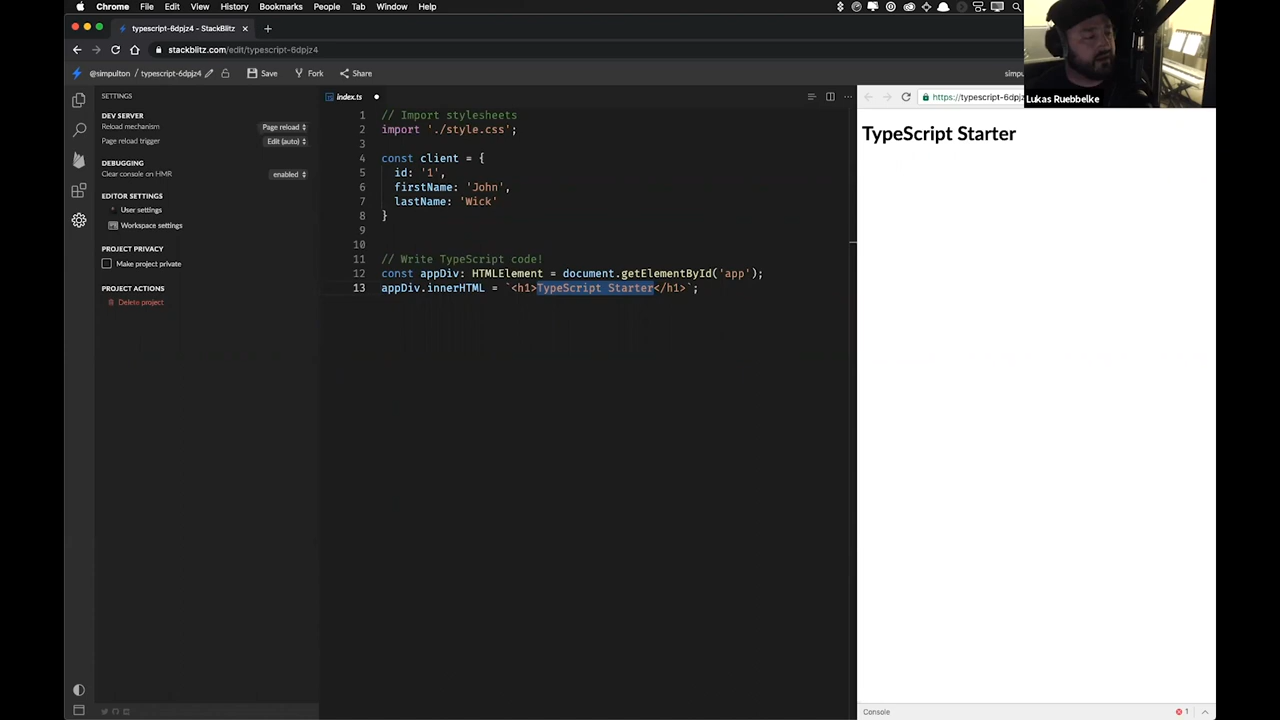 Chrome File Edit View History Bookmarks People Tab Window Help
typescript-6dpjz4 - StackBlitz
stackblitz.com/edit/typescript-6dpjz4
@simpulton / typescript-6dpjz4 Save Fork Share simpu
SETTINGS
DEV SERVER
Reload mechanism Page reload
Page reload trigger Edit (auto)
DEBUGGING
Clear console on HMR enabled
EDITOR SETTINGS
User settings
Workspace settings
PROJECT PRIVACY
Make project private
PROJECT ACTIONS
Delete project
index.ts
1 // Import stylesheets
2 import './style.css';
3
4 const client = {
5 id: '1',
6 firstName: 'John',
7 lastName: 'Wick'
8 }
9
10
11 // Write TypeScript code!
12 const appDiv: HTMLElement = document.getElementById('app');
13 appDiv.innerHTML = `<h1>TypeScript Starter</h1>`;
https://typescript-6dpjz
TypeScript Starter
Console 1
Lukas Ruebbelke